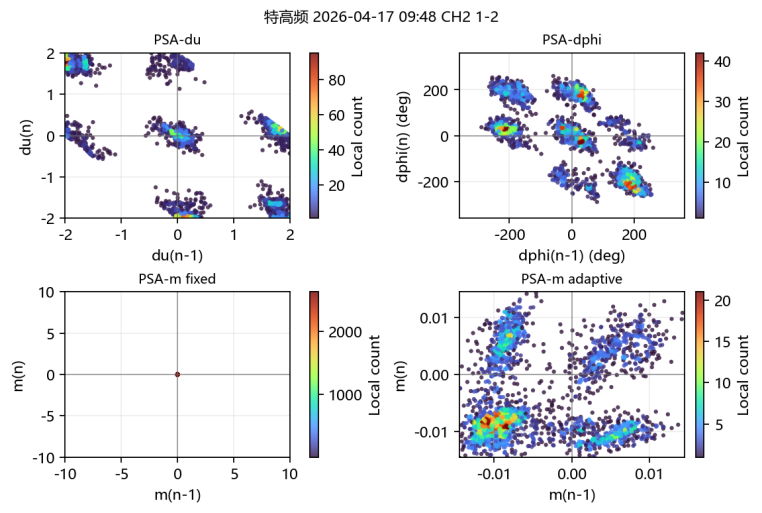 特高频 2026-04-17 09:48 CH2 1-2
PSA-du
PSA-dphi
2
1
0
-1
-2
du(n)
-2
-1
0
1
2
du(n-1)
80
60
40
20
Local count
200
0
-200
dphi(n) (deg)
-200
0
200
dphi(n-1) (deg)
40
30
20
10
Local count
PSA-m fixed
PSA-m adaptive
10
5
0
-5
-10
m(n)
-10
-5
0
5
10
m(n-1)
2000
1000
Local count
0.01
0.00
-0.01
m(n)
-0.01
0.00
0.01
m(n-1)
20
15
10
5
Local count